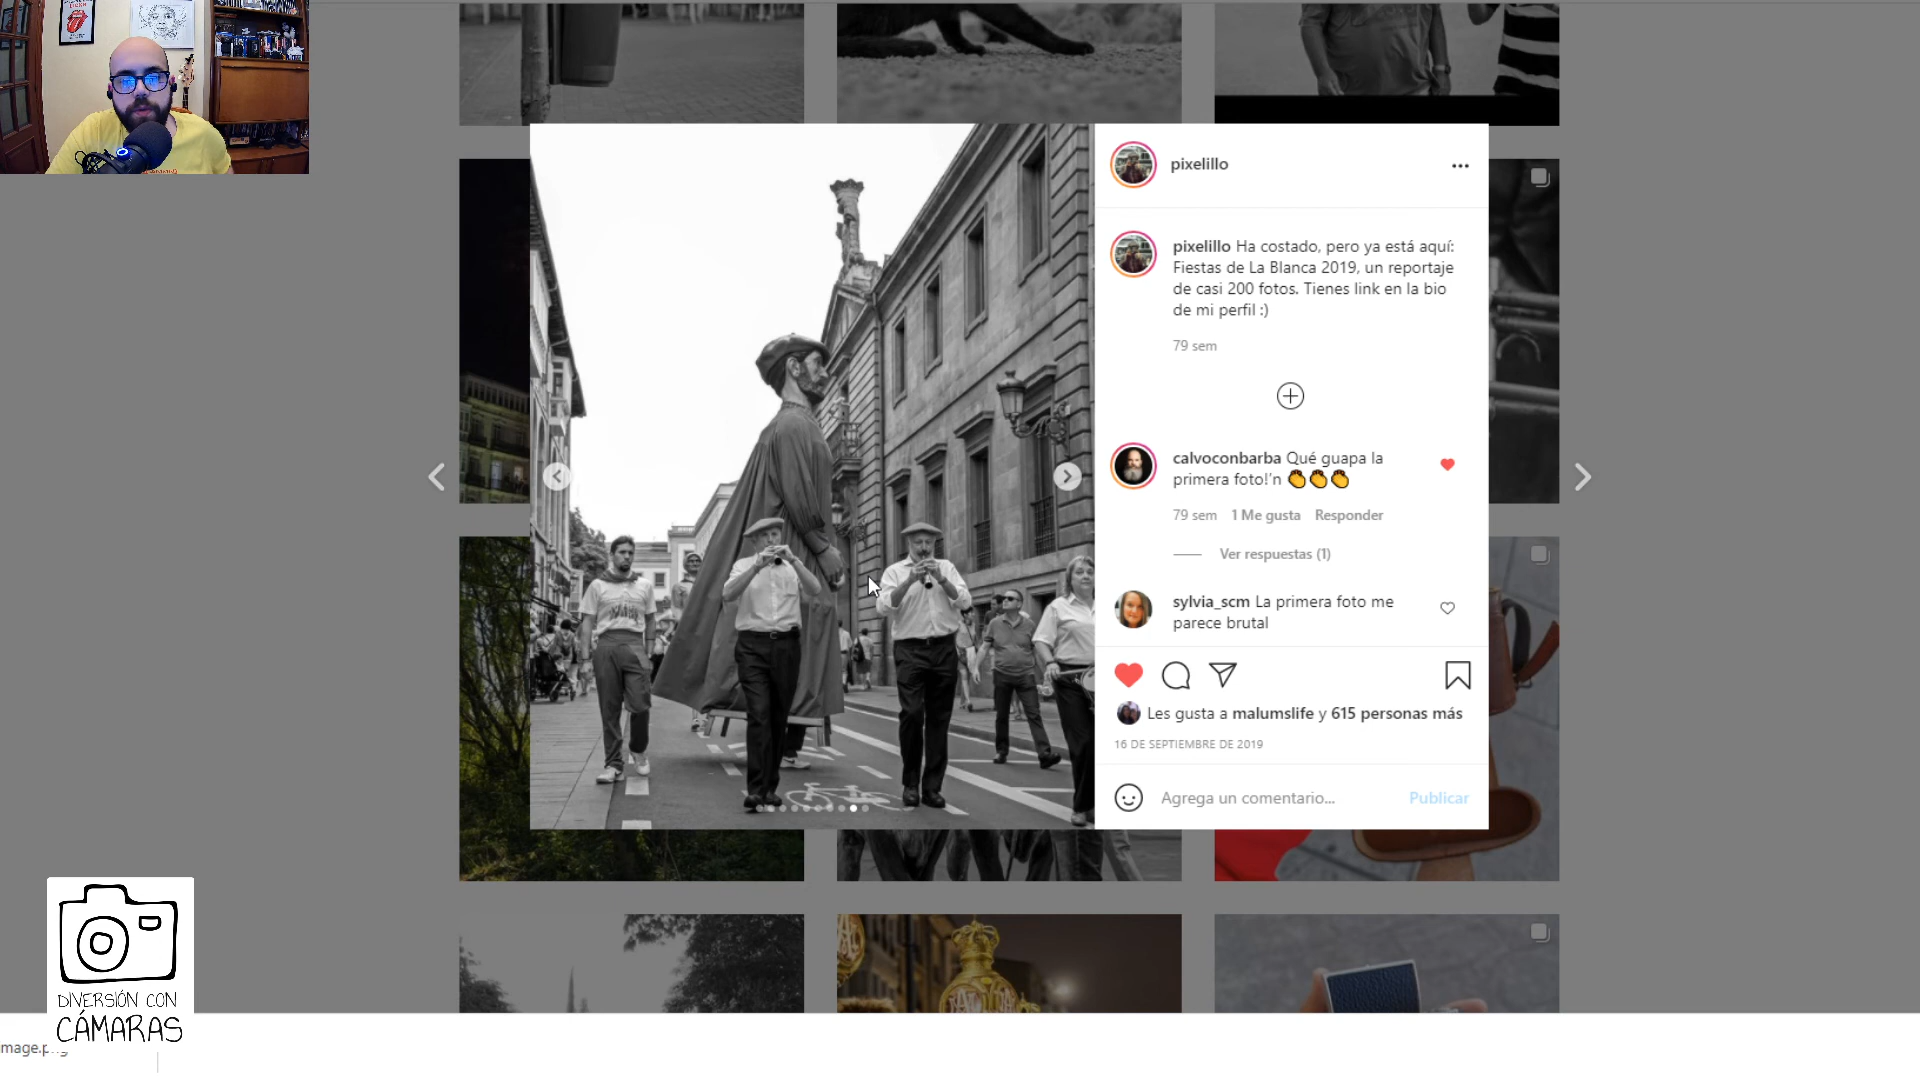 pixelillo
pixelillo Ha costado, pero ya está aquí:
Fiestas de La Blanca 2019, un reportaje
de casi 200 fotos. Tienes link en la bio
de mi perfil :)
79 sem
calvoconbarba Qué guapa la
primera foto!'n 👏👏👏
79 sem 1 Me gusta Responder
Ver respuestas (1)
sylvia_scm La primera foto me
parece brutal
Les gusta a malumslife y 615 personas más
16 DE SEPTIEMBRE DE 2019
Agrega un comentario... Publicar
DIVERSIÓN CON
CÁMARAS